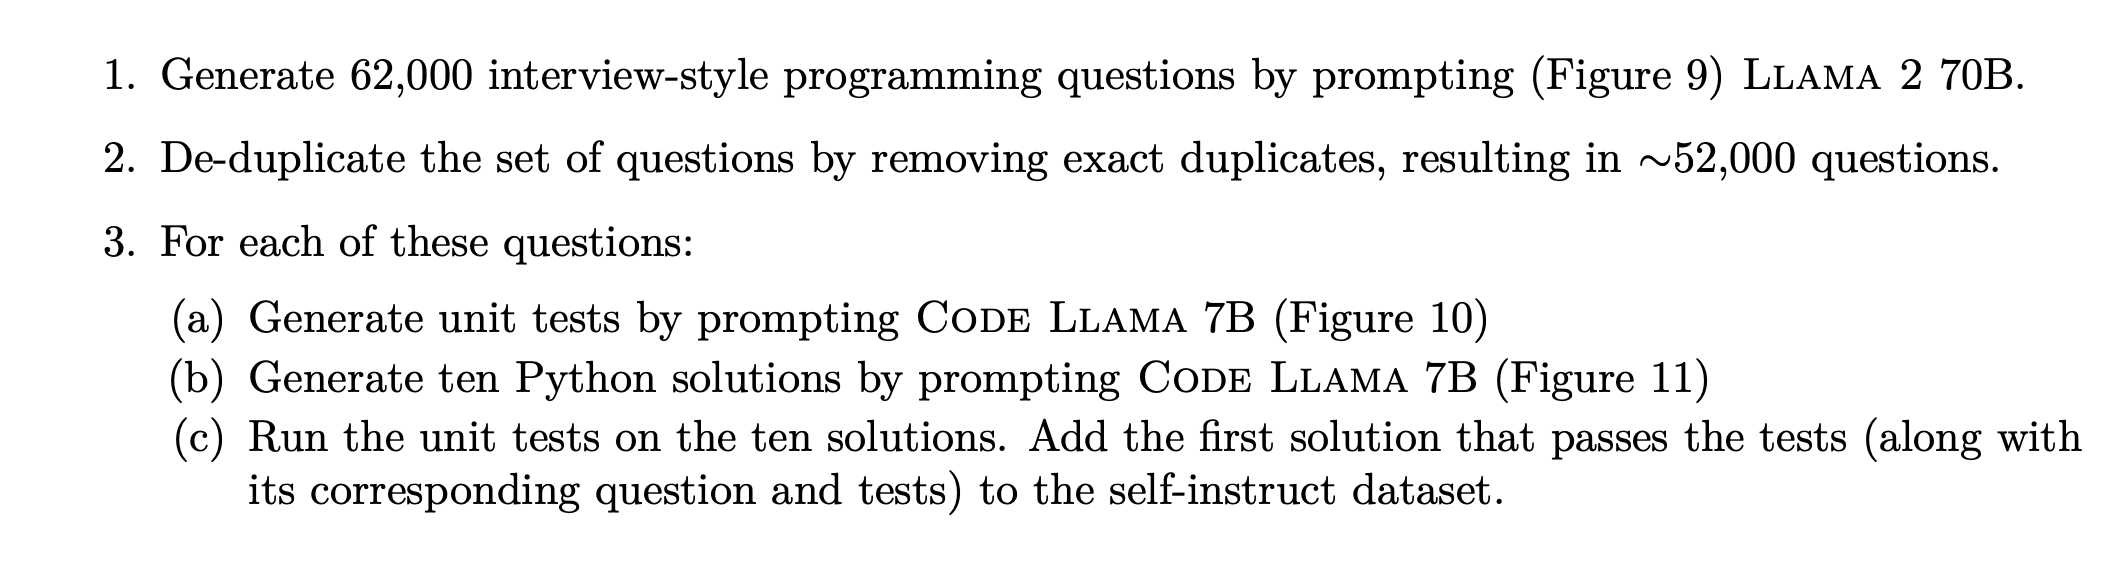 1. Generate 62,000 interview-style programming questions by prompting (Figure 9) LLAMA 2 70B.
2. De-duplicate the set of questions by removing exact duplicates, resulting in ~52,000 questions.
3. For each of these questions:
(a) Generate unit tests by prompting CODE LLAMA 7B (Figure 10)
(b) Generate ten Python solutions by prompting CODE LLAMA 7B (Figure 11)
(c) Run the unit tests on the ten solutions. Add the first solution that passes the tests (along with
its corresponding question and tests) to the self-instruct dataset.